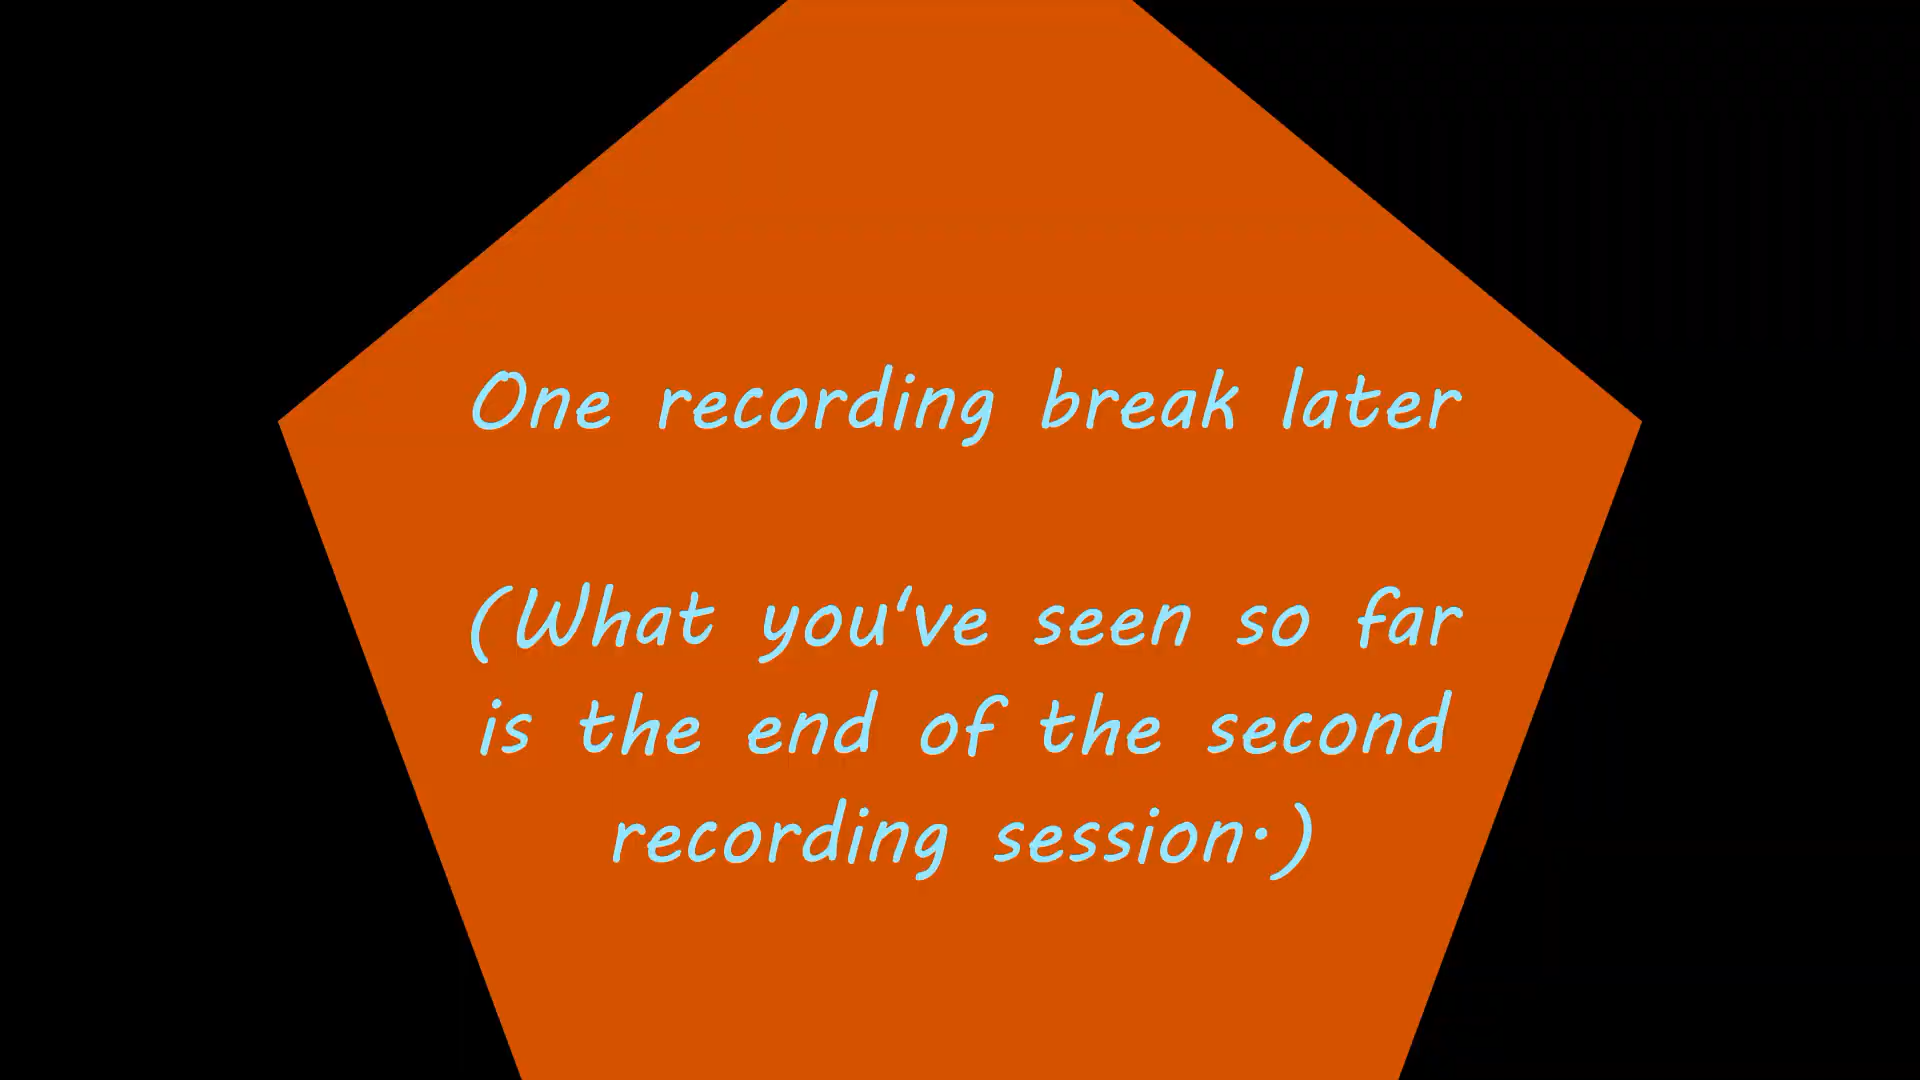 One recording break later
(What you‘ve seen so far
is the end of the second
recording session.)